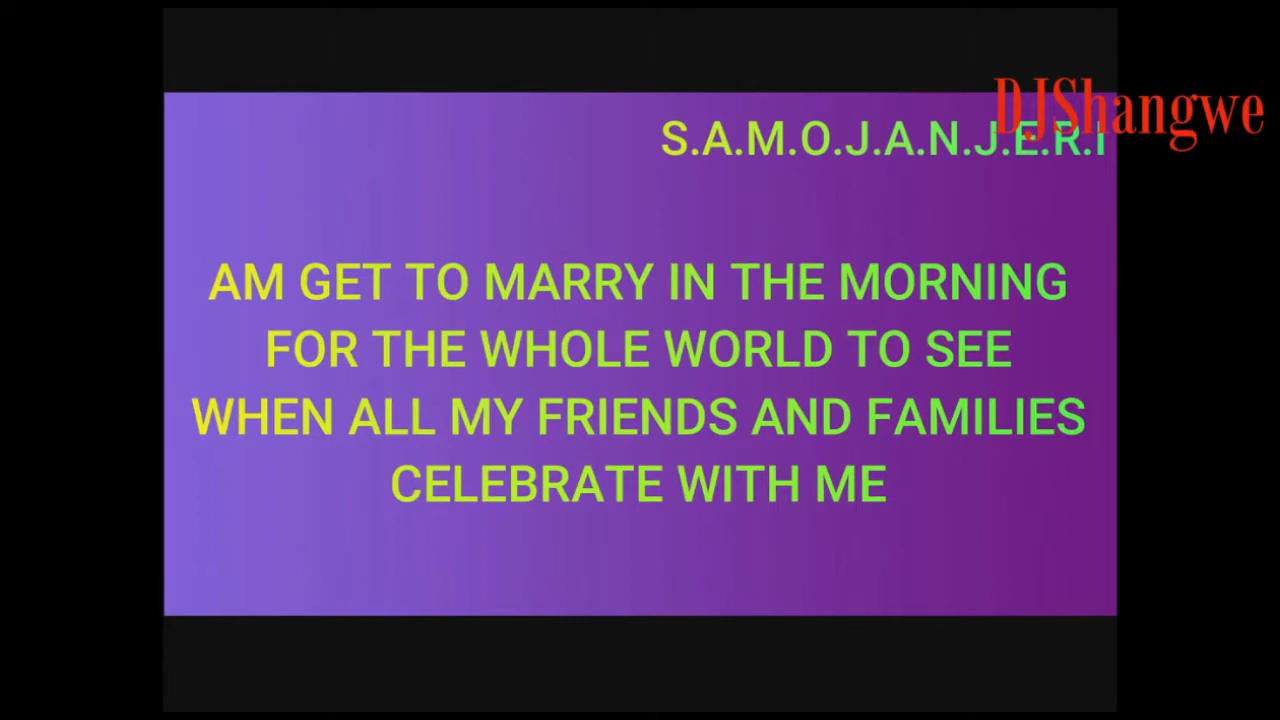 DJShangwe
S.A.M.O.J.A.N.J.E.R.I
AM GET TO MARRY IN THE MORNING
FOR THE WHOLE WORLD TO SEE
WHEN ALL MY FRIENDS AND FAMILIES
CELEBRATE WITH ME